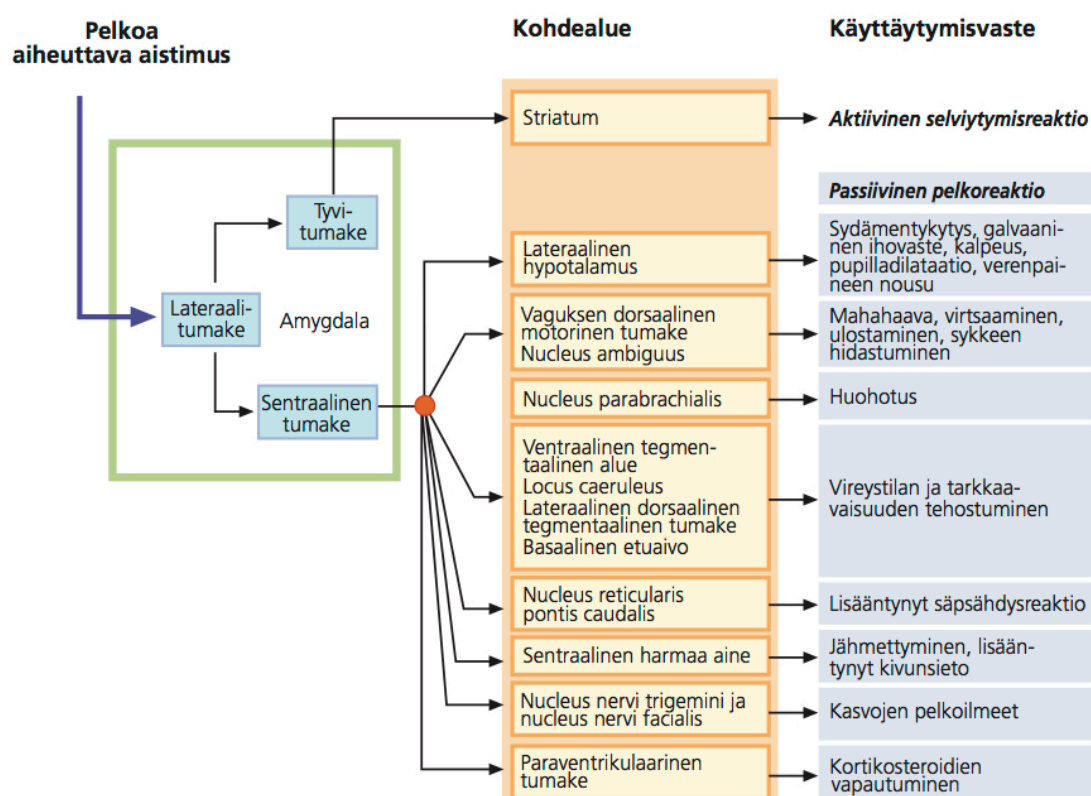 Pelkoa
aiheuttava aistimus
Kohdealue
Käyttäytymisvaste
Striatum
Aktiivinen selviytymisreaktio
Passiivinen pelkoreaktio
Tyvi-
tumake
Lateraali-
tumake
Amygdala
Sentraalinen
tumake
Lateraalinen
hypotalamus
Sydämentykytys, galvaani-
nen ihovaste, kalpeus,
pupilladilataatio, verenpai-
neen nousu
Vaguksen dorsaalinen
motorinen tumake
Nucleus ambiguus
Mahahaava, virtsaaminen,
ulostaminen, sykkeen
hidastuminen
Nucleus parabrachialis
Huohotus
Ventraalinen tegmen-
taalinen alue
Locus caeruleus
Lateraalinen dorsaalinen
tegmentaalinen tumake
Basaalinen etuaivo
Vireystilan ja tarkkaa-
vaisuuden tehostuminen
Nucleus reticularis
pontis caudalis
Lisääntynyt säpsähdysreaktio
Sentraalinen harmaa aine
Jähmettyminen, lisään-
tynyt kivunsieto
Nucleus nervi trigemini ja
nucleus nervi facialis
Kasvojen pelkoilmeet
Paraventrikulaarinen
tumake
Kortikosteroidien
vapautuminen